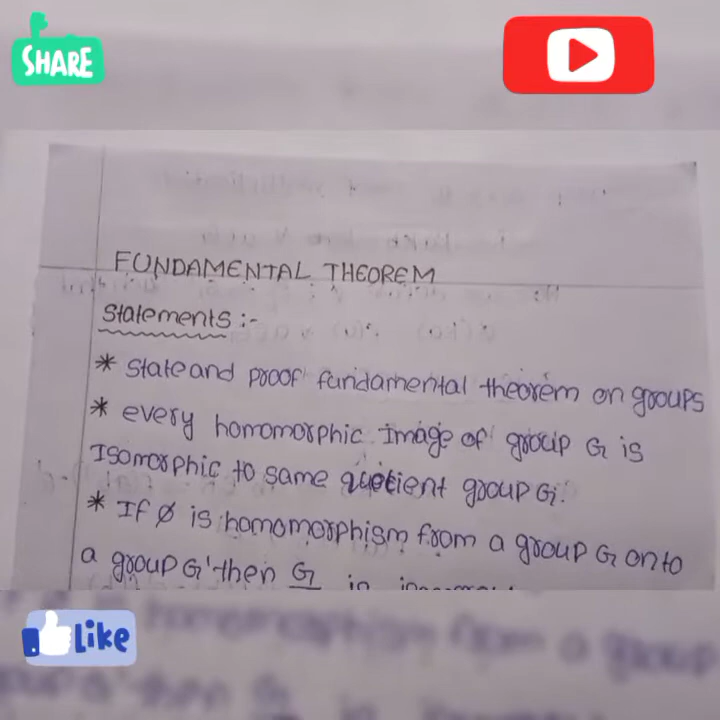 SHARE
FUNDAMENTAL THEOREM
Statements :-
* State and proof fundamental theorem on groups
* every homomorphic Image of group G is
Isomorphic to same quotient group G.
* If ø is homomorphism from a group G onto
a group G' then G is
Like